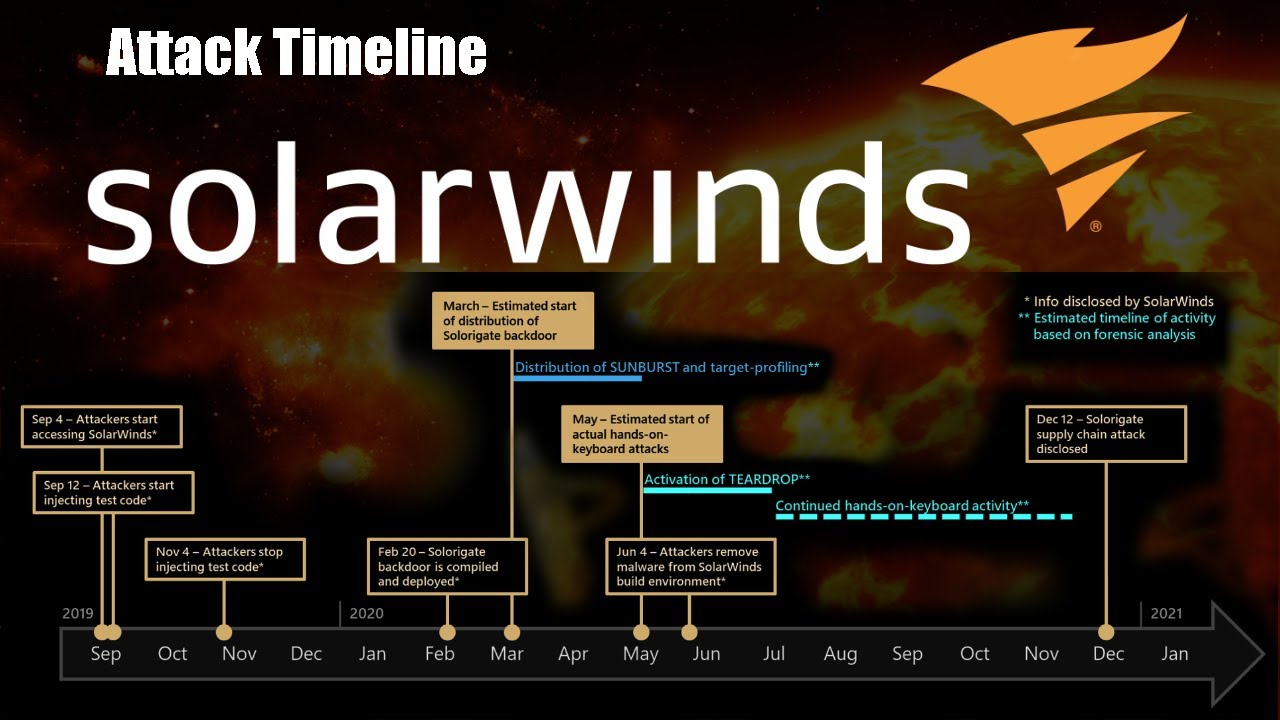 Attack Timeline
solarwinds
®
March – Estimated start
of distribution of
Solorigate backdoor
* Info disclosed by SolarWinds
** Estimated timeline of activity
based on forensic analysis
Distribution of SUNBURST and target-profiling**
Sep 4 – Attackers start
accessing SolarWinds*
May – Estimated start of
actual hands-on-
keyboard attacks
Dec 12 – Solorigate
supply chain attack
disclosed
Sep 12 – Attackers start
injecting test code*
Activation of TEARDROP**
Continued hands-on-keyboard activity**
Nov 4 – Attackers stop
injecting test code*
Feb 20 – Solorigate
backdoor is compiled
and deployed*
Jun 4 – Attackers remove
malware from SolarWinds
build environment*
2019 2020 2021
Sep Oct Nov Dec Jan Feb Mar Apr May Jun Jul Aug Sep Oct Nov Dec Jan